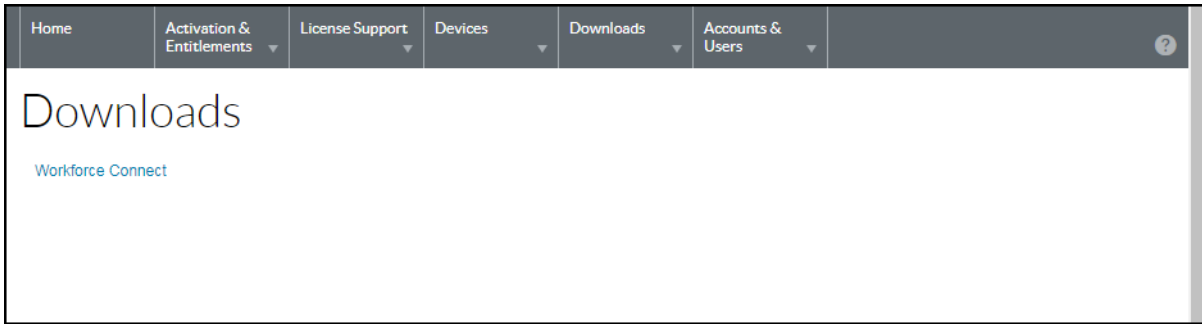 Home
Activation &
Entitlements
License Support
Devices
Downloads
Accounts &
Users
?
Downloads
Workforce Connect